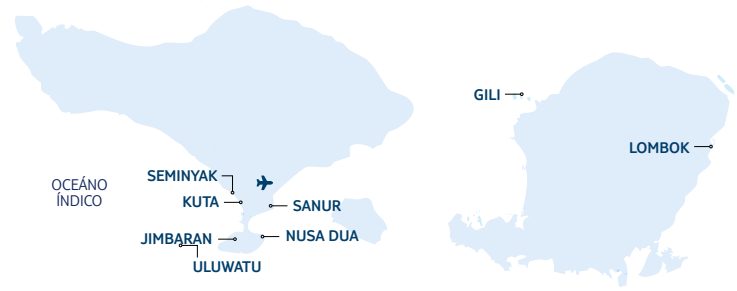 GILI
LOMBOK
SEMINYAK
OCEÁNO
ÍNDICO
KUTA
SANUR
JIMBARAN
NUSA DUA
ULUWATU